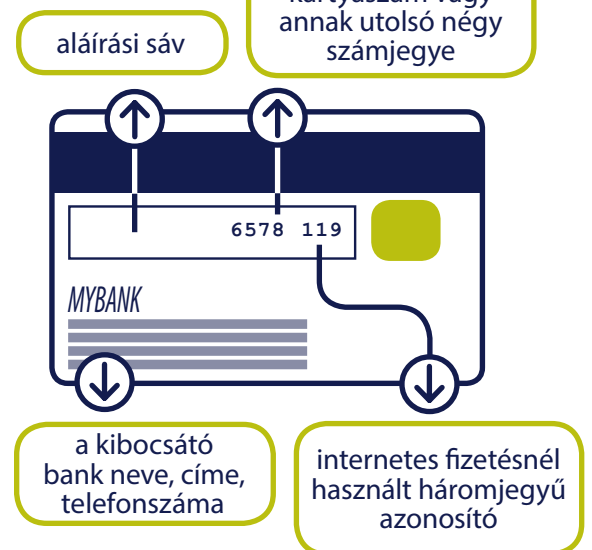 aláírási sáv
annak utolsó négy
számjegye
6578 119
MYBANK
a kibocsátó
bank neve, címe,
telefonszáma
internetes fizetésnél
használt háromjegyű
azonosító